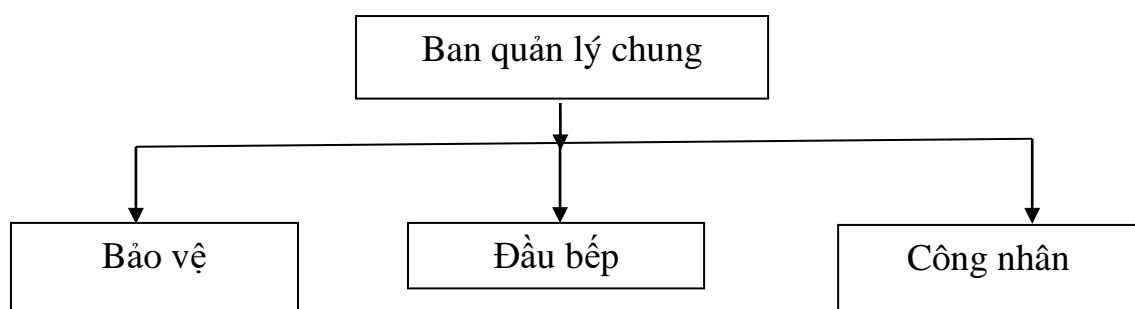 Ban quản lý chung
Bảo vệ
Đầu bếp
Công nhân